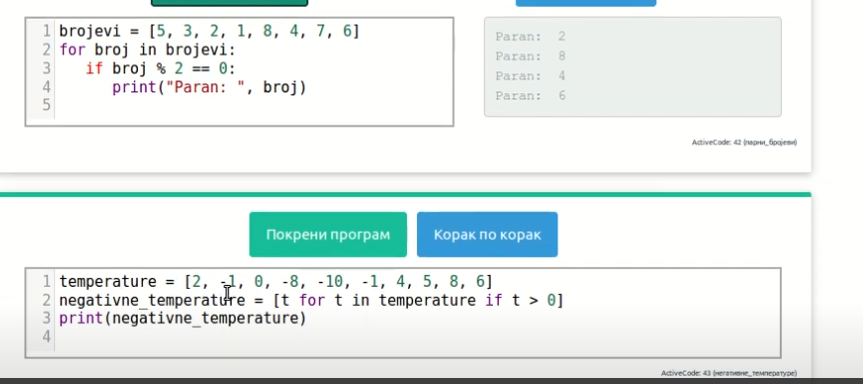 1 brojevi = [5, 3, 2, 1, 8, 4, 7, 6]
2 for broj in brojevi:
3 if broj % 2 == 0:
4 print("Paran: ", broj)
5
Paran: 2
Paran: 8
Paran: 4
Paran: 6
ActiveCode: 42 (парни_бројеви)
Покрени програм
Корак по корак
1 temperature = [2, -1, 0, -8, -10, -1, 4, 5, 8, 6]
2 negativne_temperature = [t for t in temperature if t > 0]
3 print(negativne_temperature)
4
ActiveCode: 43 (негативне_температуре)